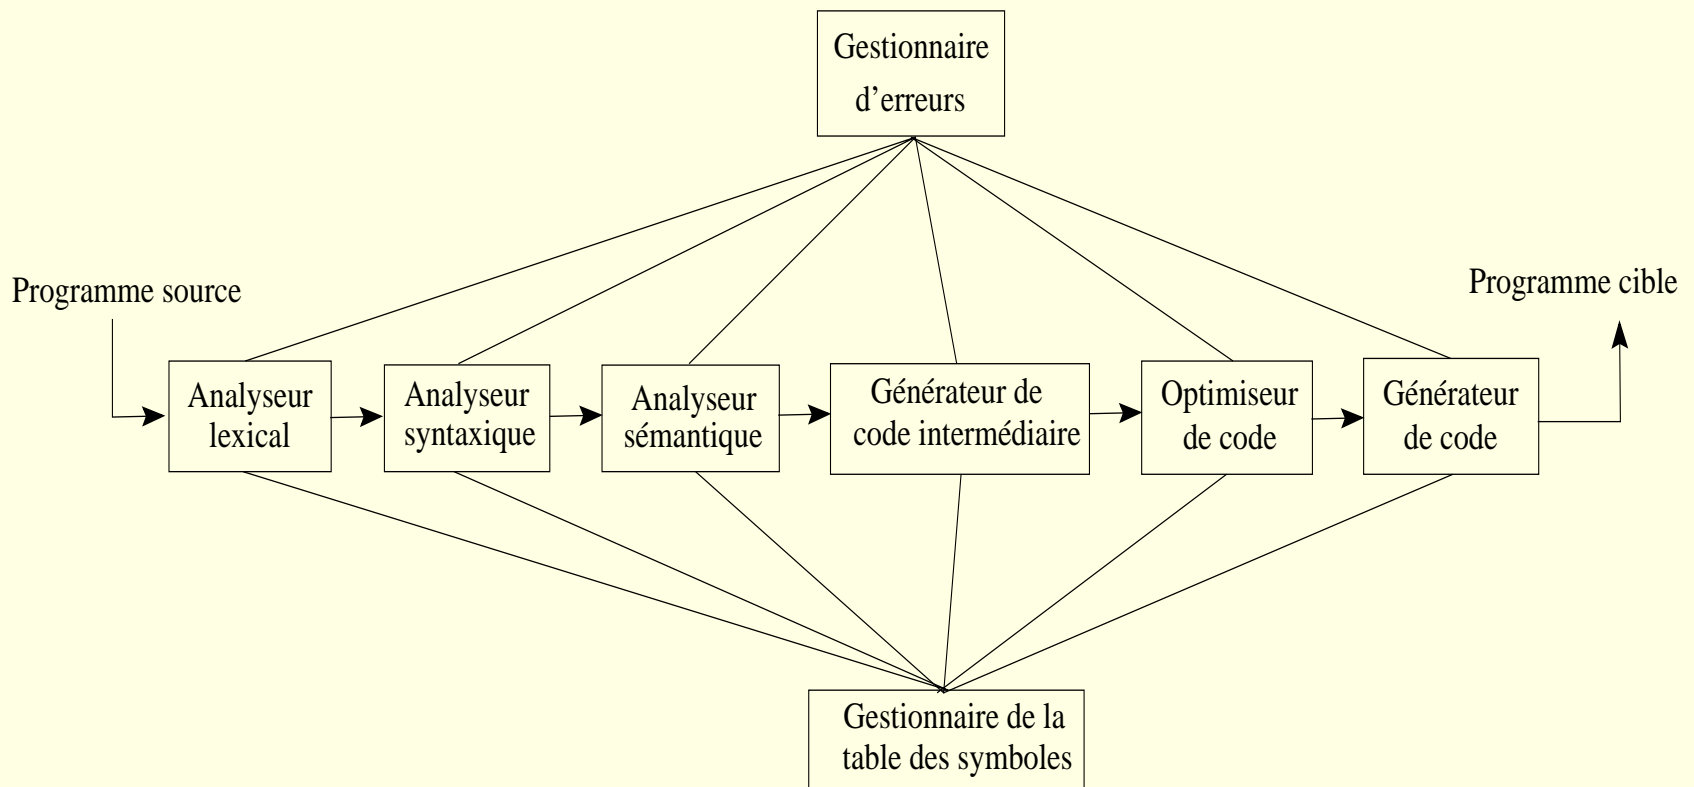 Gestionnaire
d’erreurs
Programme source
Programme cible
Analyseur
lexical
Analyseur
syntaxique
Analyseur
sémantique
Générateur de
code intermédiaire
Optimiseur
de code
Générateur
de code
Gestionnaire de la
table des symboles